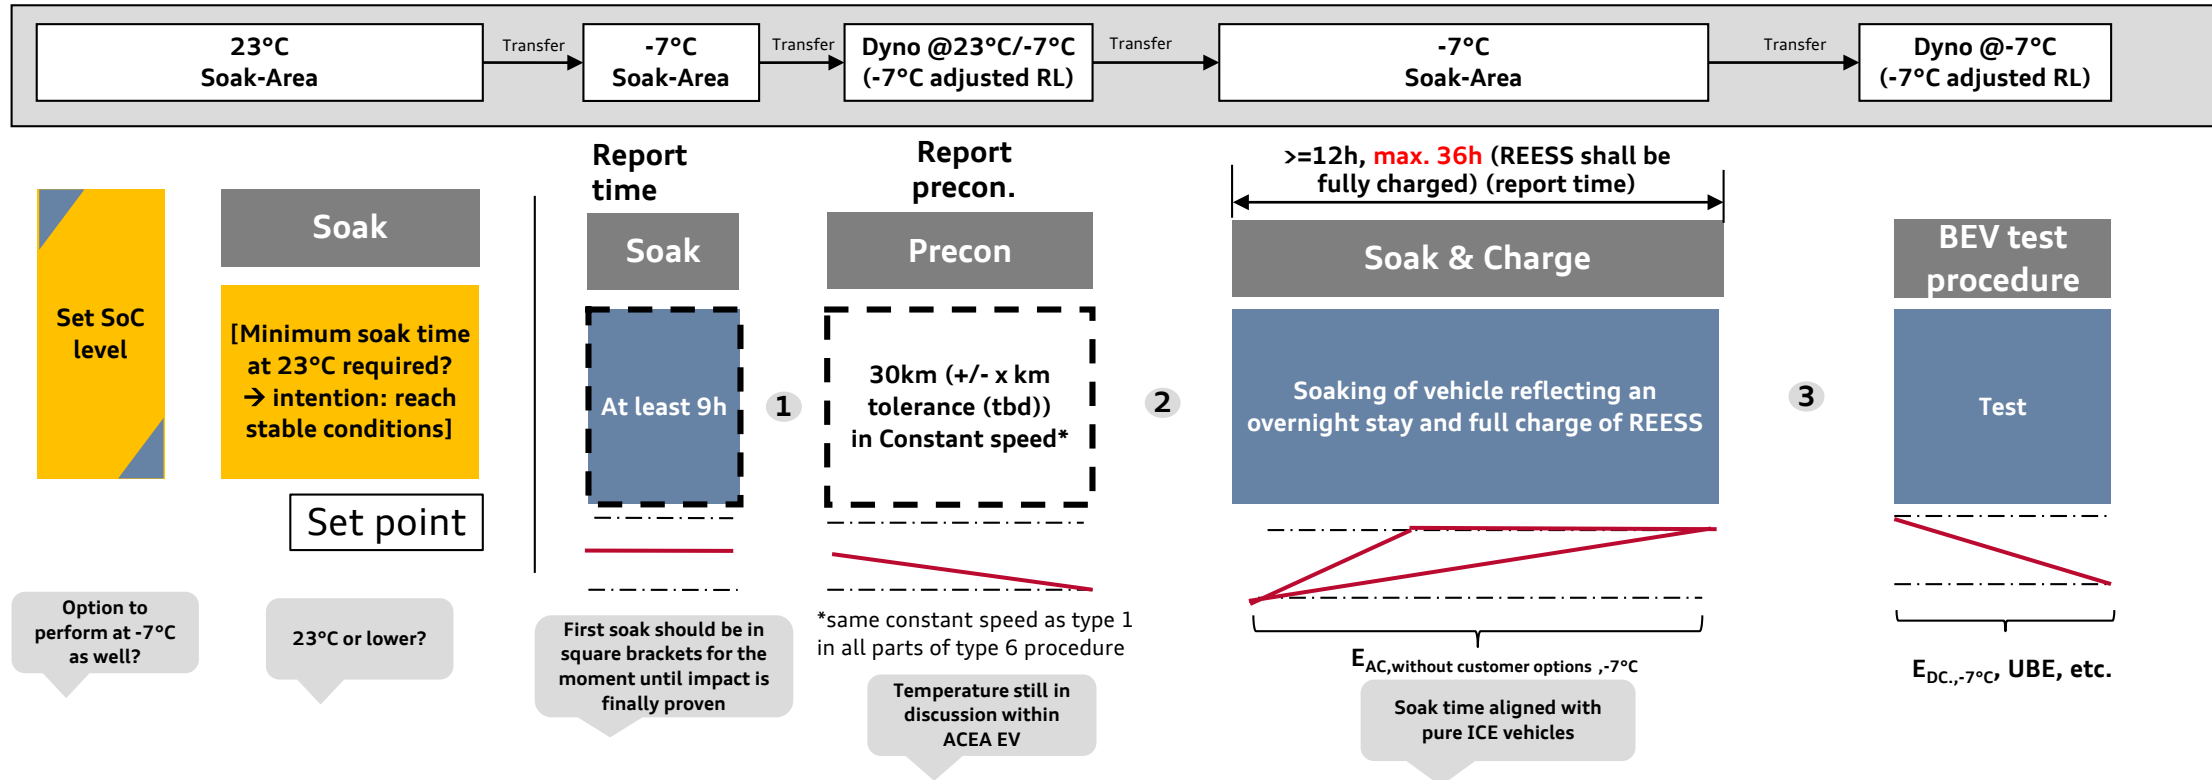 23°C
Soak-Area
Transfer
-7°C
Soak-Area
Transfer
Dyno @23°C/-7°C
(-7°C adjusted RL)
Transfer
-7°C
Soak-Area
Transfer
Dyno @-7°C
(-7°C adjusted RL)
Report
time
Report
precon.
>=12h, max. 36h (REESS shall be
fully charged) (report time)
Set SoC
level
Soak
[Minimum soak time
at 23°C required?
→ intention: reach
stable conditions]
Set point
Soak
At least 9h
1
Precon
30km (+/- x km
tolerance (tbd))
in Constant speed*
2
Soak & Charge
Soaking of vehicle reflecting an
overnight stay and full charge of REESS
3
BEV test
procedure
Test
Option to
perform at -7°C
as well?
23°C or lower?
First soak should be in
square brackets for the
moment until impact is
finally proven
*same constant speed as type 1
in all parts of type 6 procedure
Temperature still in
discussion within
ACEA EV
EAC,without customer options ,-7°C
Soak time aligned with
pure ICE vehicles
EDC.,-7°C, UBE, etc.